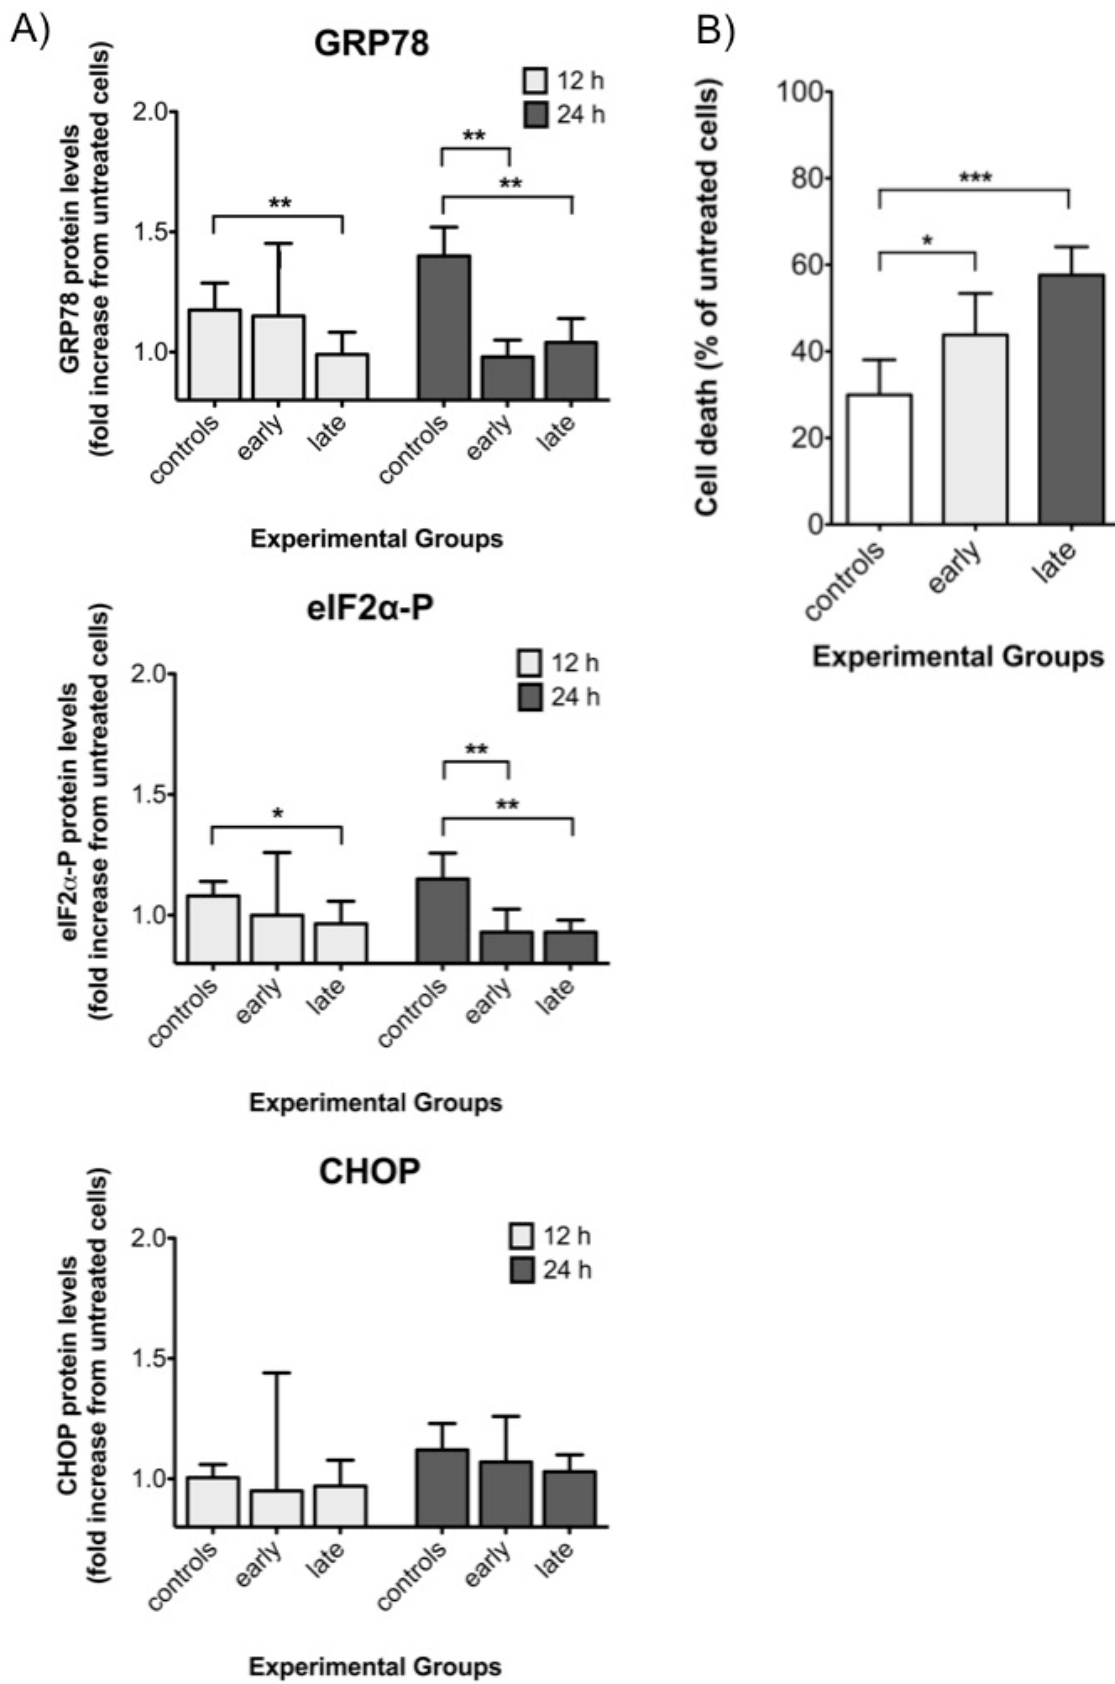 A)
GRP78
12 h
24 h
GRP78 protein levels
(fold increase from untreated cells)
2.0
1.5
1.0
**
**
**
controls
early
late
controls
early
late
Experimental Groups
eIF2α-P
12 h
24 h
eIF2α-P protein levels
(fold increase from untreated cells)
2.0
1.5
1.0
*
**
**
controls
early
late
controls
early
late
Experimental Groups
CHOP
12 h
24 h
CHOP protein levels
(fold increase from untreated cells)
2.0
1.5
1.0
controls
early
late
controls
early
late
Experimental Groups
B)
Cell death (% of untreated cells)
100
80
60
40
20
0
***
*
controls
early
late
Experimental Groups